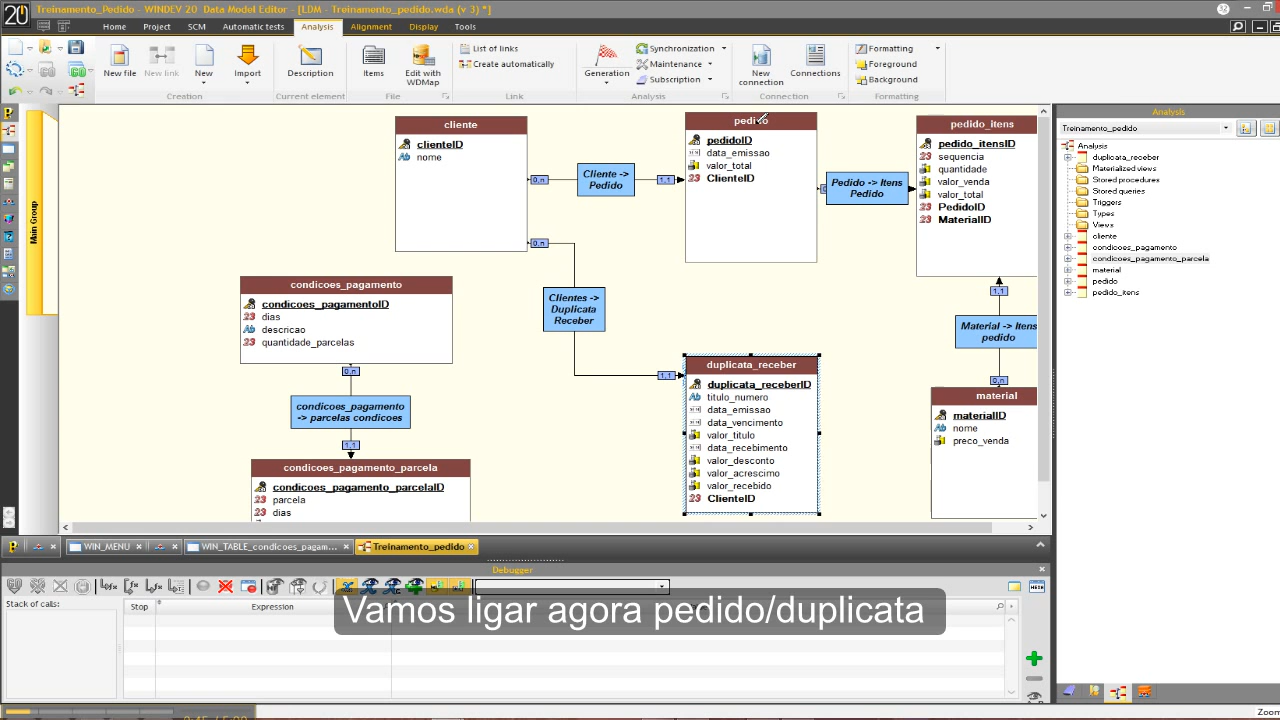 20
Treinamento_Pedido - WINDEV 20 Data Model Editor - [LDM - Treinamento_pedido.wda (v 3) *]
32
Home Project SCM Automatic tests Analysis Alignment Display Tools
New file New link New Import
Creation
Description
Current element
Items Edit with WDMap
File
List of links
Create automatically
Link
Generation
Synchronization
Maintenance
Subscription
Analysis
New connection Connections
Connection
Formatting
Foreground
Background
Formatting
Main Group
cliente
clienteID
nome
0,n
Cliente -> Pedido
1,1
pedido
pedidoID
data_emissao
valor_total
ClienteID
Pedido -> Itens Pedido
pedido_itens
pedido_itensID
sequencia
quantidade
valor_venda
valor_total
PedidoID
MaterialID
0,n
Clientes -> Duplicata Receber
1,1
condicoes_pagamento
condicoes_pagamentoID
dias
descricao
quantidade_parcelas
0,n
condicoes_pagamento -> parcelas condicoes
1,1
condicoes_pagamento_parcela
condicoes_pagamento_parcelaID
parcela
dias
duplicata_receber
duplicata_receberID
titulo_numero
data_emissao
data_vencimento
valor_titulo
data_recebimento
valor_desconto
valor_acrescimo
valor_recebido
ClienteID
1,1
Material -> Itens pedido
0,n
material
materialID
nome
preco_venda
Analysis
Treinamento_pedido
Analysis
duplicara_receber
Materialized views
Stored procedures
Stored queries
Triggers
Types
Views
cliente
condicoes_pagamento
condicoes_pagamento_parcela
material
pedido
pedido_itens
WIN_MENU
WIN_TABLE_condicoes_pagam...
Treinamento_pedido
Debugger
Stack of calls:
Stop Expression
Vamos ligar agora pedido/duplicata
Zoom